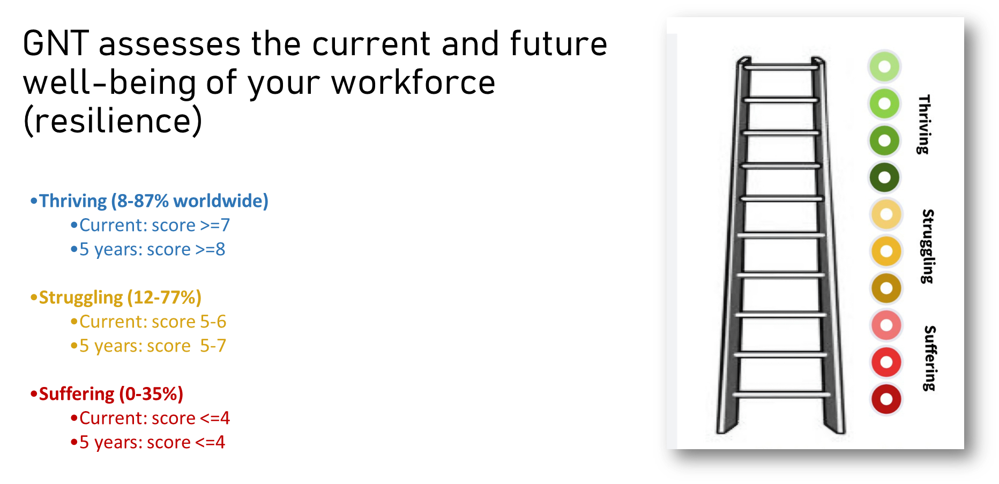 GNT assesses the current and future
well-being of your workforce
(resilience)
•Thriving (8-87% worldwide)
•Current: score >=7
•5 years: score >=8
•Struggling (12-77%)
•Current: score 5-6
•5 years: score  5-7
•Suffering (0-35%)
•Current: score <=4
•5 years: score <=4
Thriving
Struggling
Suffering